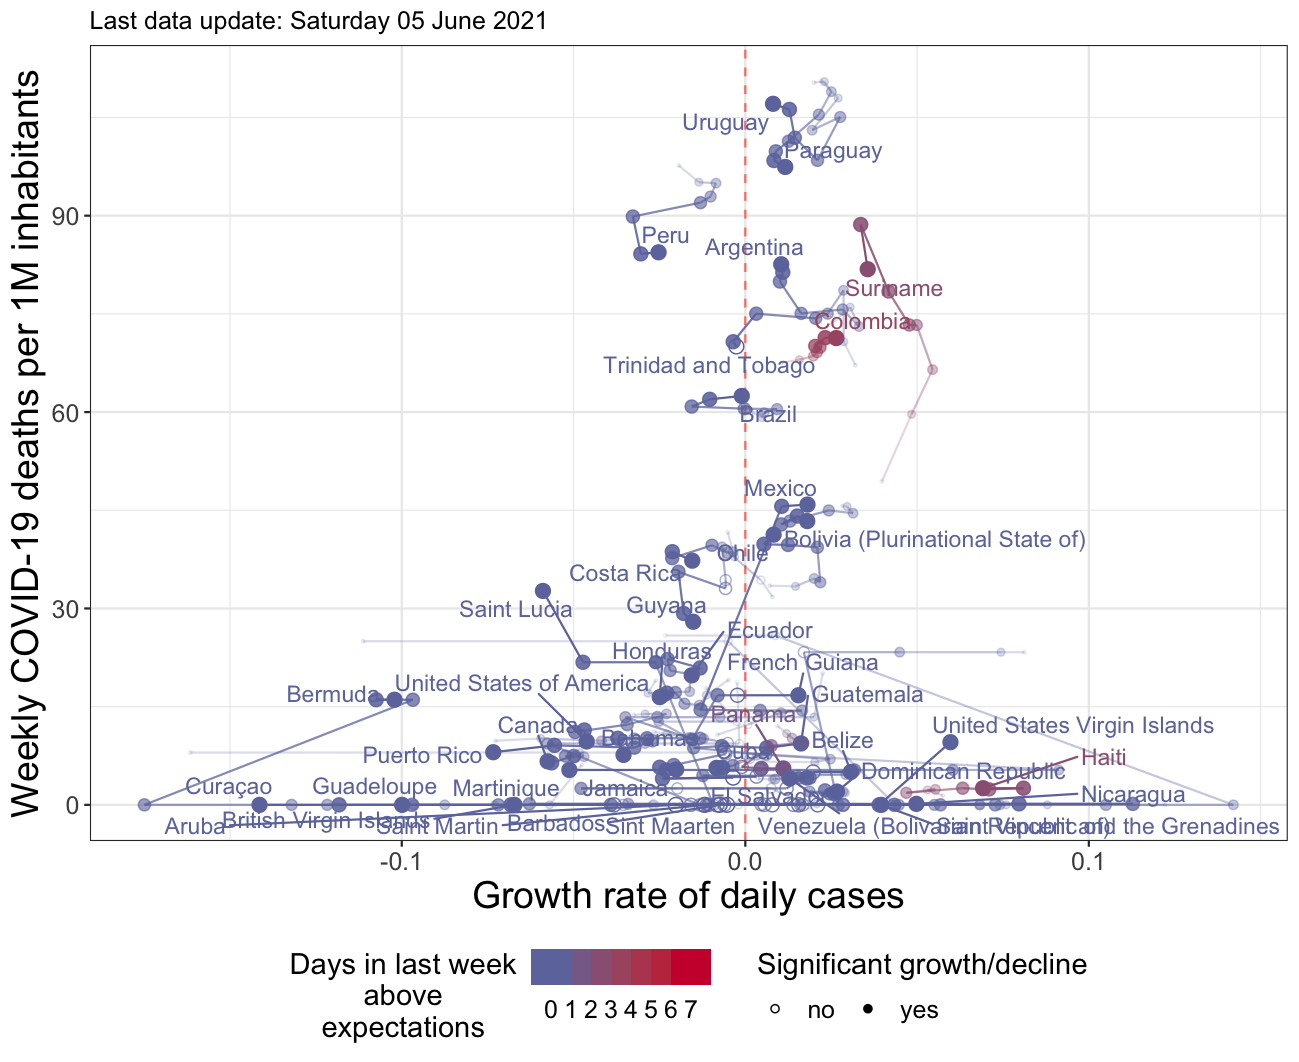 Last data update: Saturday 05 June 2021
Weekly COVID-19 deaths per 1M inhabitants
Uruguay
Paraguay
90
Peru
Argentina
Suriname
Colombia
Trinidad and Tobago
60
Brazil
Mexico
Bolivia (Plurinational State of)
Chile
Costa Rica
30
Saint Lucia
Guyana
Ecuador
Honduras
French Guiana
United States of America
Bermuda
Guatemala
Panama
Canada
United States Virgin Islands
Bahamas
Belize
Puerto Rico
Cuba
Haiti
Dominican Republic
Curaçao
Guadeloupe
Martinique
Jamaica
El Salvador
Nicaragua
0
Aruba
British Virgin Islands
Saint Martin
Barbados
Sint Maarten
Venezuela (Bolivarian Republic of)
Saint Vincent and the Grenadines
-0.1
0.0
0.1
Growth rate of daily cases
Days in last week
above
expectations
0 1 2 3 4 5 6 7
Significant growth/decline
no
yes